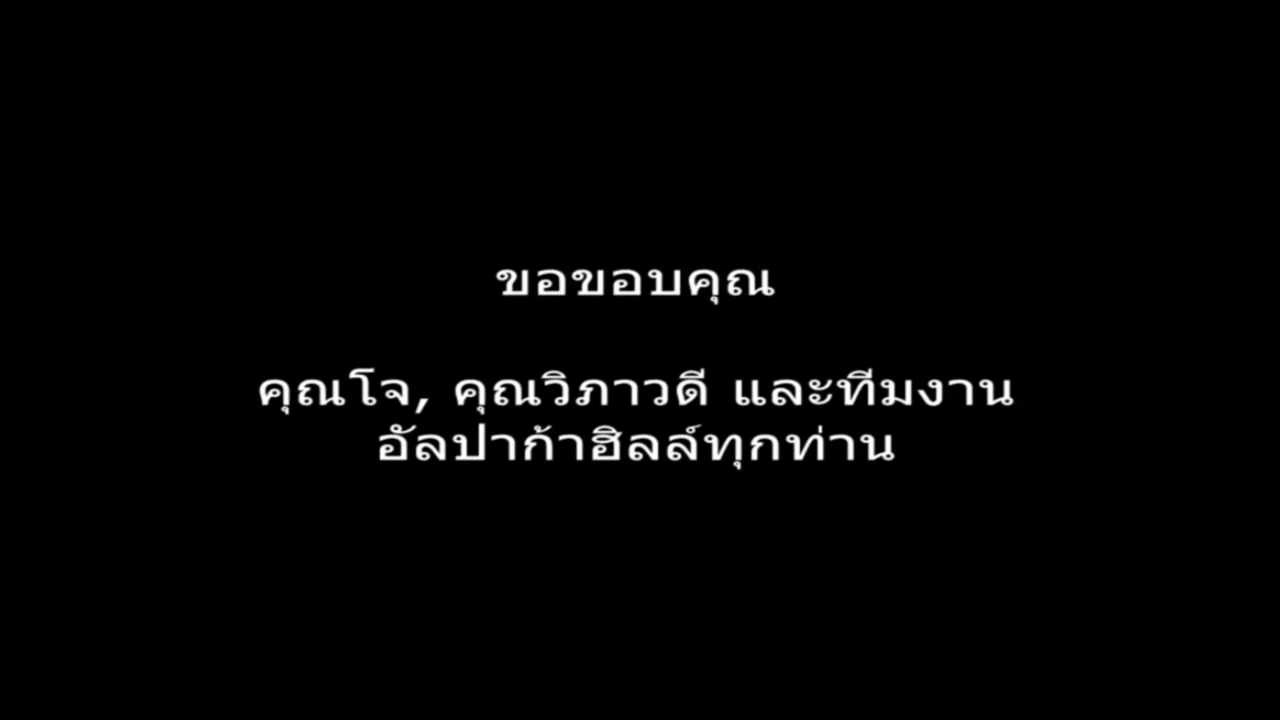 ขอขอบคุณ
คุณโจ, คุณวิภาวดี และทีมงาน
อัลปาก้าฮิลล์ทุกท่าน